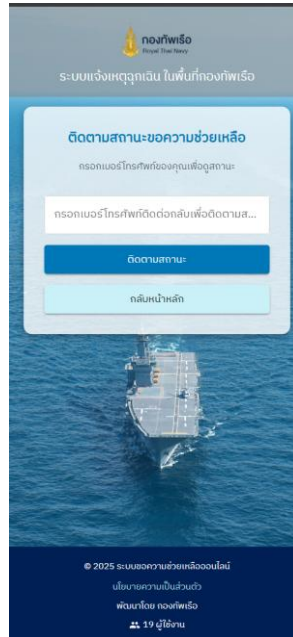 กองทัพเรือ
Royal Thai Navy
ระบบแจ้งเหตุฉุกเฉิน ในพื้นที่กองทัพเรือ
ติดตามสถานะขอความช่วยเหลือ
กรอกเบอร์โทรศัพท์ของคุณเพื่อดูสถานะ
กรอกเบอร์โทรศัพท์ติดต่อกลับเพื่อติดตามส...
ติดตามสถานะ
กลับหน้าหลัก
© 2025 ระบบขอความช่วยเหลือออนไลน์
นโยบายความเป็นส่วนตัว
พัฒนาโดย กองทัพเรือ
19 ผู้ใช้งาน